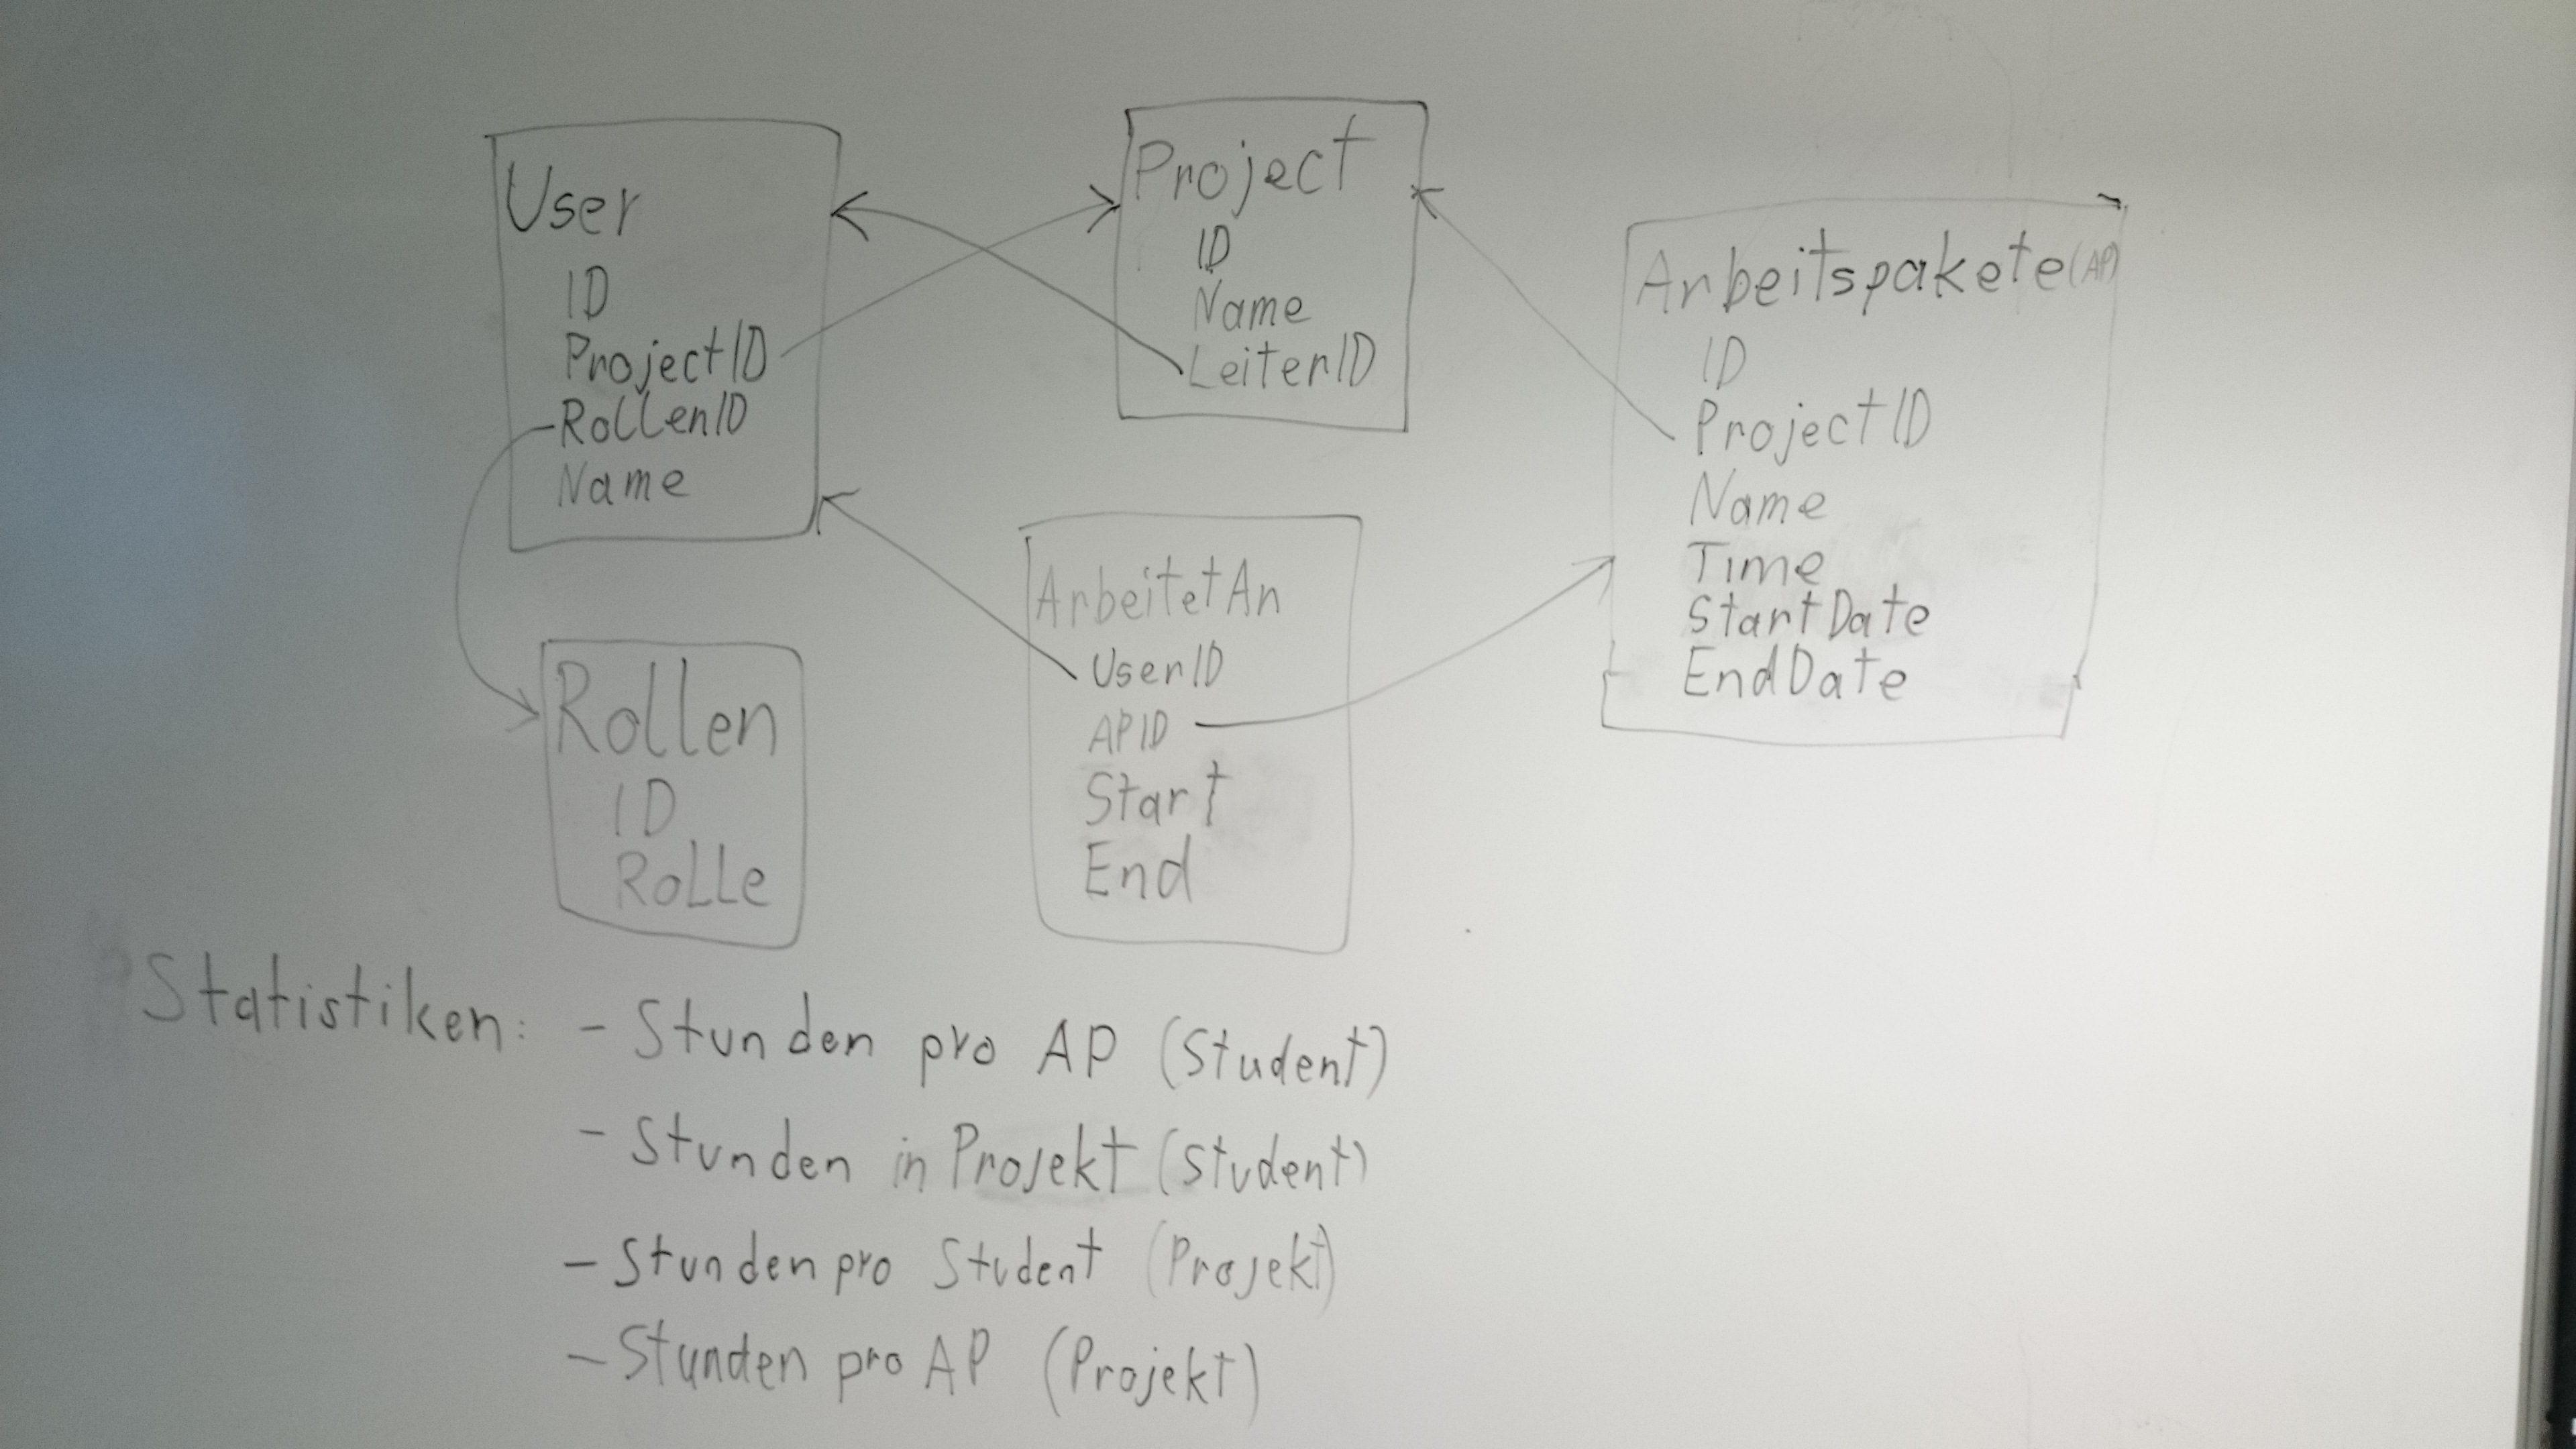 User
ID
ProjectID
RollenID
Name
Project
ID
Name
LeiterID
Arbeitspakete (AP)
ID
ProjectID
Name
Time
StartDate
EndDate
Rollen
ID
Rolle
ArbeitetAn
UserID
APID
Start
End
Statistiken: - Stunden pro AP (Student)
- Stunden in Projekt (Student)
- Stunden pro Student (Projekt)
- Stunden pro AP (Projekt)